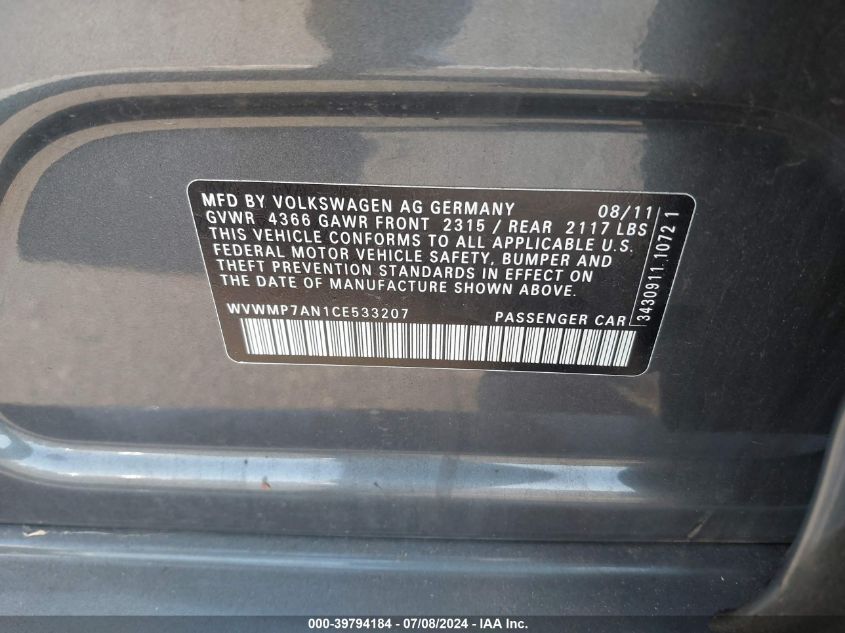 MFD BY VOLKSWAGEN AG GERMANY 08/11
GVWR 4366 GAWR FRONT 2315 / REAR 2117 LBS
THIS VEHICLE CONFORMS TO ALL APPLICABLE U.S.
FEDERAL MOTOR VEHICLE SAFETY, BUMPER AND
THEFT PREVENTION STANDARDS IN EFFECT ON
THE DATE OF MANUFACTURE SHOWN ABOVE.
WVWMP7AN1CE533207 PASSENGER CAR
3430911.10721
000-39794184 - 07/08/2024 - IAA Inc.